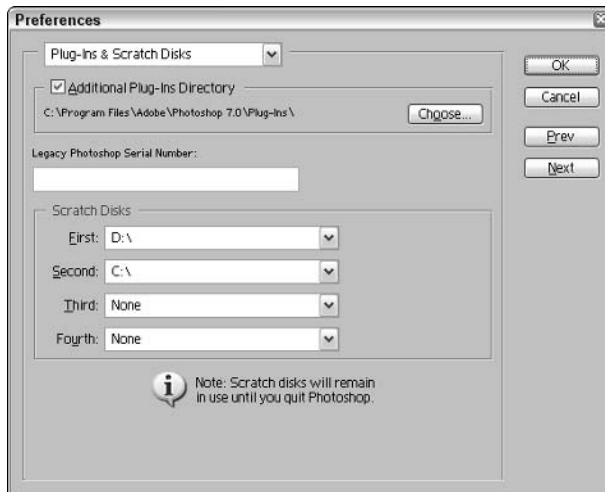 Preferences
Plug-Ins & Scratch Disks
Additional Plug-Ins Directory
C:\Program Files\Adobe\Photoshop 7.0\Plug-Ins\
Choose...
Legacy Photoshop Serial Number:
Scratch Disks
First: D:\
Second: C:\
Third: None
Fourth: None
Note: Scratch disks will remain
in use until you quit Photoshop.
OK
Cancel
Prev
Next